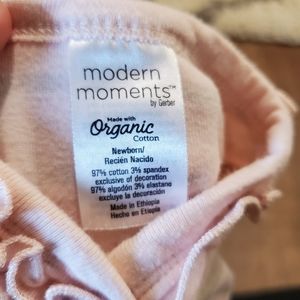 modern
moments™
by Gerber
Made with
Organic
Cotton
Newborn/
Recién Nacido
97% cotton 3% spandex
exclusive of decoration
97% algodón 3% elastano
excluye la decoración
Made in Ethiopia
Hecho en Etiopía